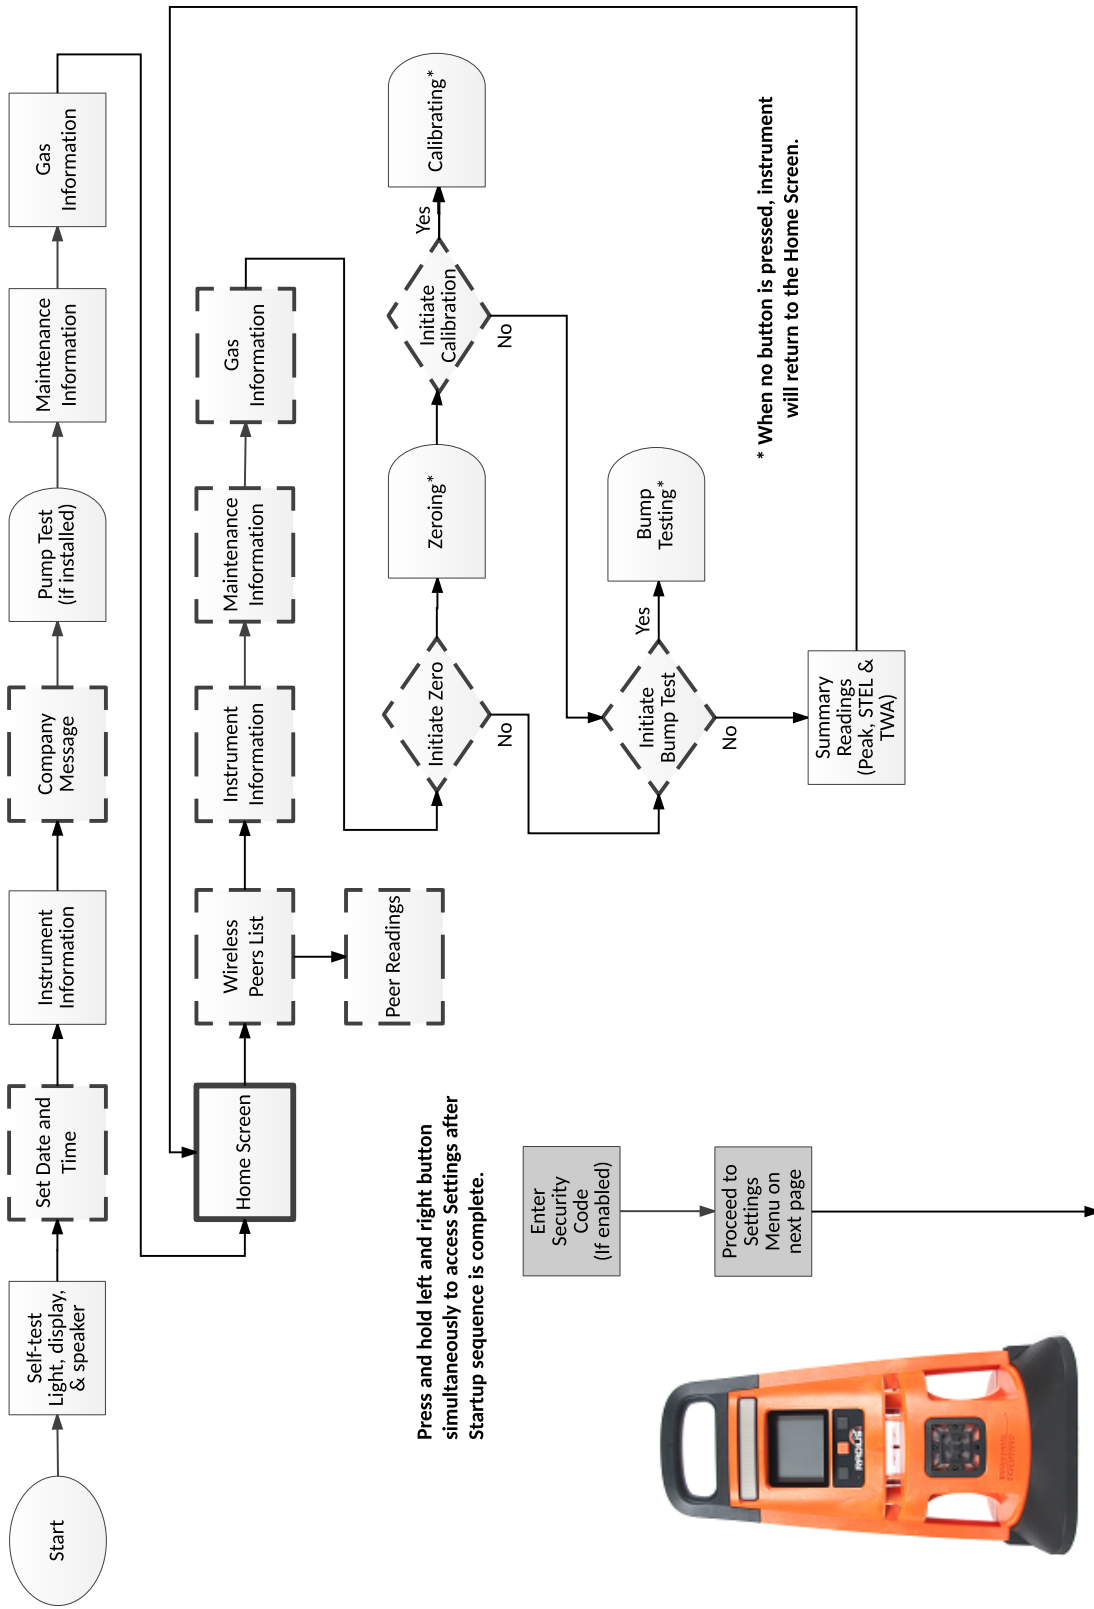 Start
Self-test
Light, display,
& speaker
Set Date and
Time
Instrument
Information
Company
Message
Pump Test
(if installed)
Maintenance
Information
Gas
Information
Home Screen
Wireless
Peers List
Instrument
Information
Maintenance
Information
Gas
Information
Peer Readings
Initiate Zero
No
Zeroing*
Initiate
Calibration
Yes
No
Calibrating*
Initiate
Bump Test
Yes
No
Bump
Testing*
Summary
Readings
(Peak, STEL &
TWA)
* When no button is pressed, instrument
will return to the Home Screen.
Press and hold left and right button
simultaneously to access Settings after
Startup sequence is complete.
Enter
Security
Code
(If enabled)
Proceed to
Settings
Menu on
next page
RADIUS